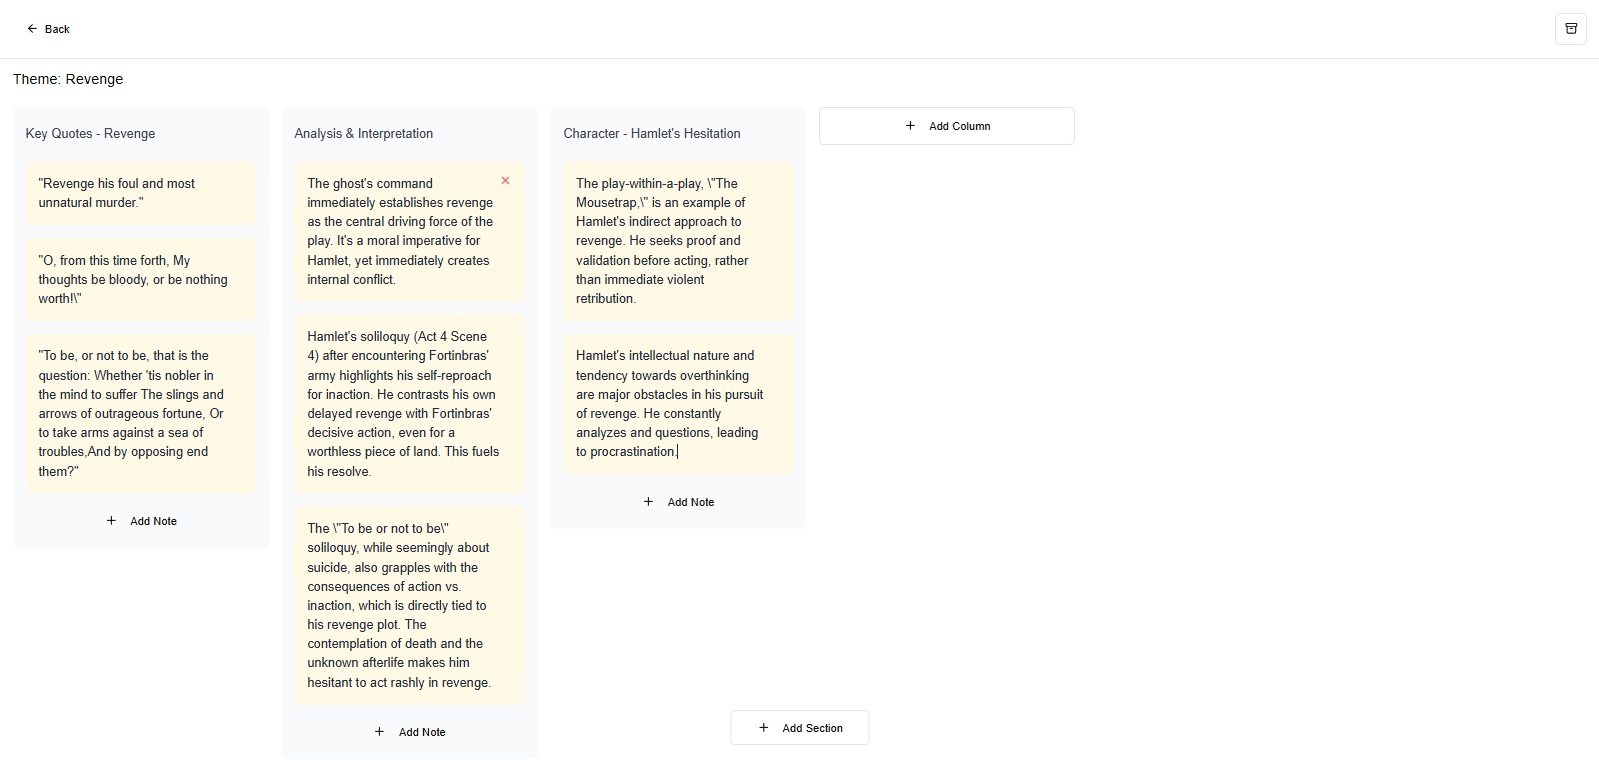 Back
Theme: Revenge
Key Quotes - Revenge
"Revenge his foul and most
unnatural murder."
"O, from this time forth, My
thoughts be bloody, or be nothing
worth!\"
"To be, or not to be, that is the
question: Whether 'tis nobler in
the mind to suffer The slings and
arrows of outrageous fortune, Or
to take arms against a sea of
troubles,And by opposing end
them?"
Add Note
Analysis & Interpretation
The ghost's command
immediately establishes revenge
as the central driving force of the
play. It's a moral imperative for
Hamlet, yet immediately creates
internal conflict.
Hamlet's soliloquy (Act 4 Scene
4) after encountering Fortinbras'
army highlights his self-reproach
for inaction. He contrasts his own
delayed revenge with Fortinbras'
decisive action, even for a
worthless piece of land. This fuels
his resolve.
The \"To be or not to be\"
soliloquy, while seemingly about
suicide, also grapples with the
consequences of action vs.
inaction, which is directly tied to
his revenge plot. The
contemplation of death and the
unknown afterlife makes him
hesitant to act rashly in revenge.
Add Note
Character - Hamlet's Hesitation
The play-within-a-play, \"The
Mousetrap,\" is an example of
Hamlet's indirect approach to
revenge. He seeks proof and
validation before acting, rather
than immediate violent
retribution.
Hamlet's intellectual nature and
tendency towards overthinking
are major obstacles in his pursuit
of revenge. He constantly
analyzes and questions, leading
to procrastination.
Add Note
Add Column
Add Section